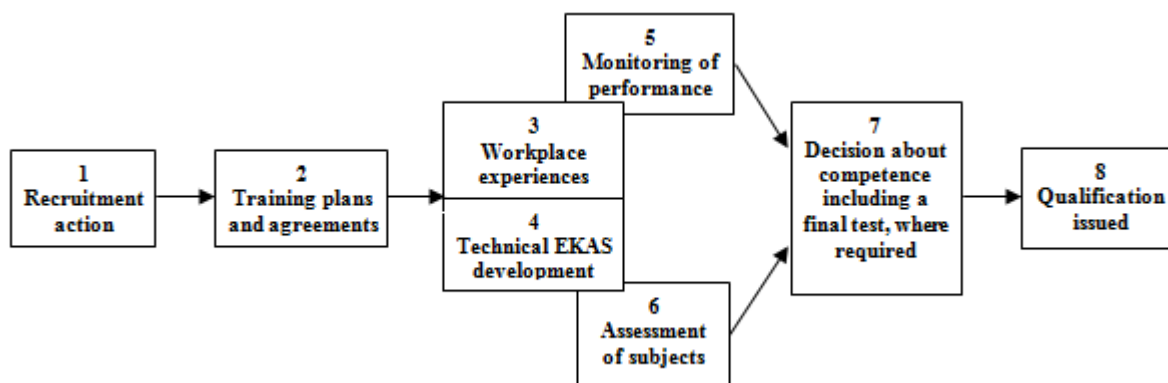 1
Recruitment
action
2
Training plans
and agreements
3
Workplace
experiences
4
Technical EKAS
development
5
Monitoring of
performance
6
Assessment
of subjects
7
Decision about
competence
including a
final test, where
required
8
Qualification
issued